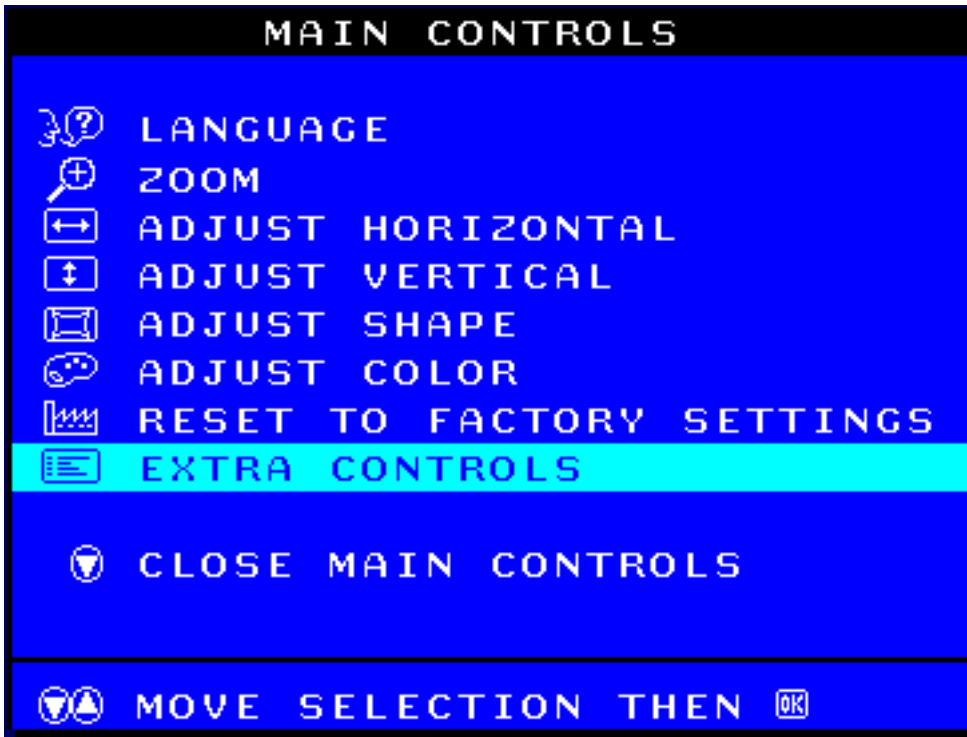 MAIN CONTROLS
LANGUAGE
ZOOM
ADJUST HORIZONTAL
ADJUST VERTICAL
ADJUST SHAPE
ADJUST COLOR
RESET TO FACTORY SETTINGS
EXTRA CONTROLS
CLOSE MAIN CONTROLS
MOVE SELECTION THEN OK